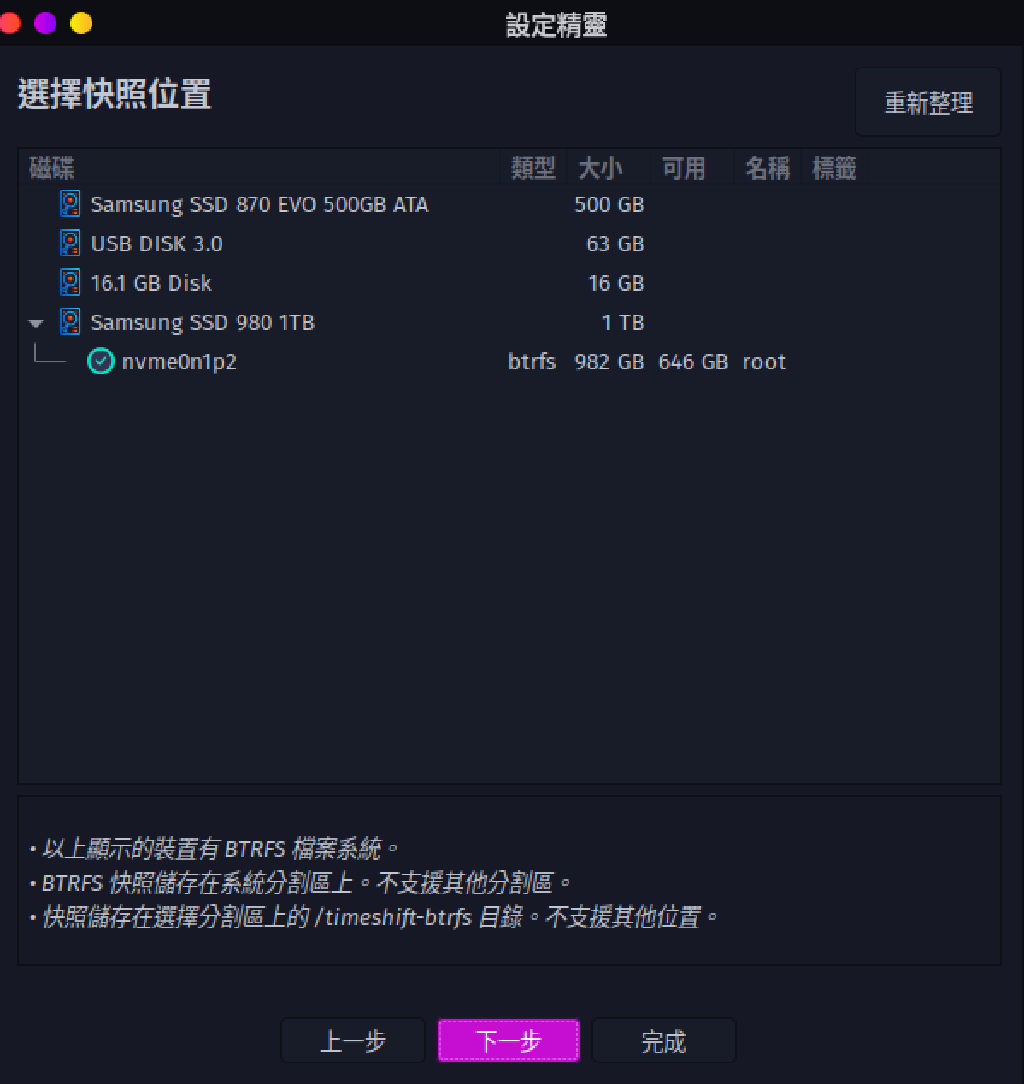 設定精靈
選擇快照位置
重新整理
磁碟 類型 大小 可用 名稱 標籤
Samsung SSD 870 EVO 500GB ATA 500 GB
USB DISK 3.0 63 GB
16.1 GB Disk 16 GB
Samsung SSD 980 1TB 1 TB
nvme0n1p2 btrfs 982 GB 646 GB root
• 以上顯示的裝置有 BTRFS 檔案系統。
• BTRFS 快照儲存在系統分割區上。不支援其他分割區。
• 快照儲存在選擇分割區上的 /timeshift-btrfs 目錄。不支援其他位置。
上一步 下一步 完成